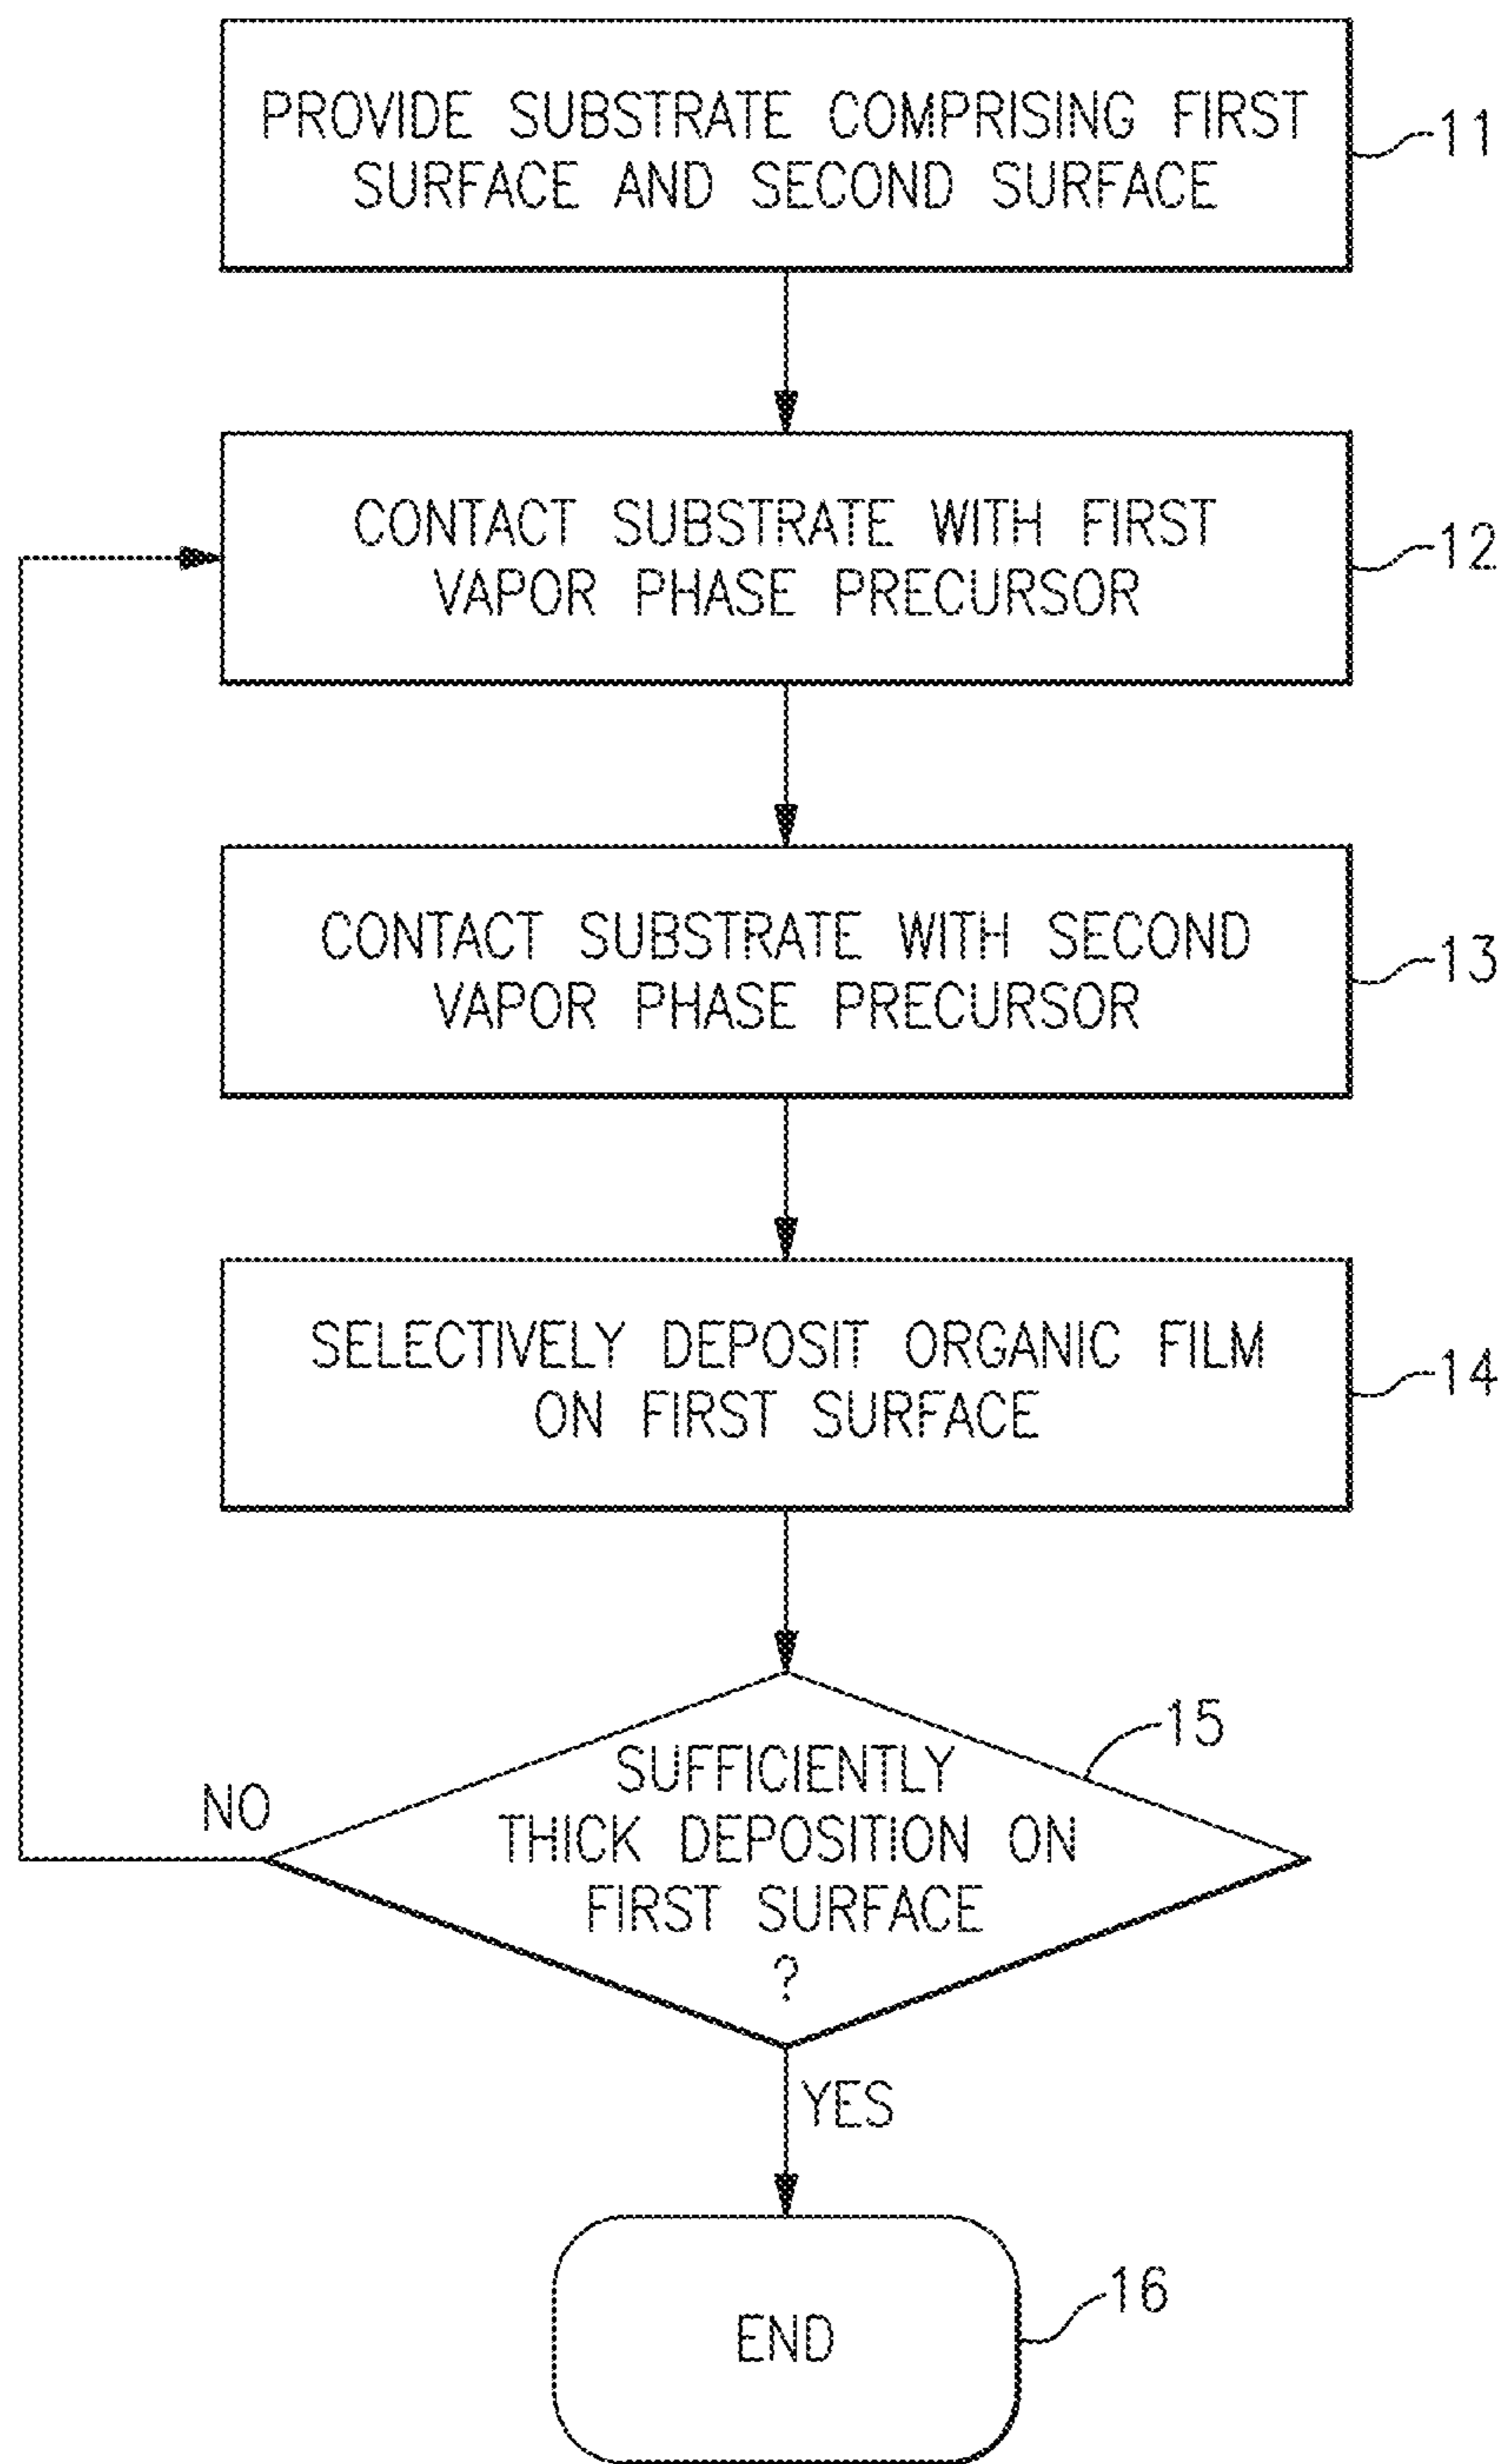 PROVIDE SUBSTRATE COMPRISING FIRST
SURFACE AND SECOND SURFACE
11
CONTACT SUBSTRATE WITH FIRST
VAPOR PHASE PRECURSOR
12
CONTACT SUBSTRATE WITH SECOND
VAPOR PHASE PRECURSOR
13
SELECTIVELY DEPOSIT ORGANIC FILM
ON FIRST SURFACE
14
15
SUFFICIENTLY
THICK DEPOSITION ON
FIRST SURFACE
?
NO
YES
END
16